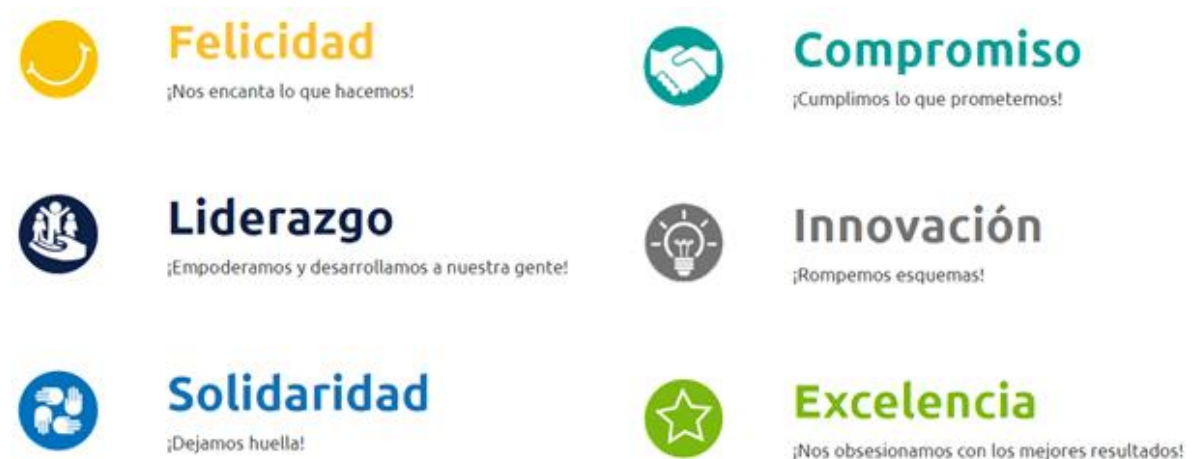 Felicidad
¡Nos encanta lo que hacemos!
Compromiso
¡Cumplimos lo que prometemos!
Liderazgo
¡Empoderamos y desarrollamos a nuestra gente!
Innovación
¡Rompemos esquemas!
Solidaridad
¡Dejamos huella!
Excelencia
¡Nos obsesionamos con los mejores resultados!